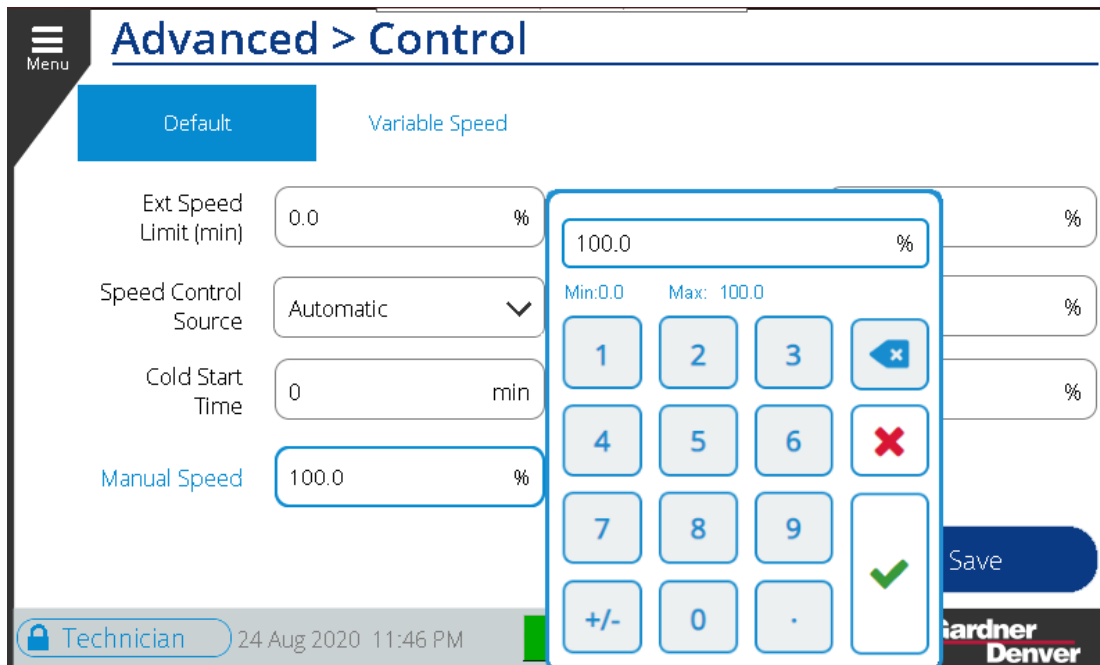 Advanced > Control
Menu
Default
Variable Speed
Ext Speed
Limit (min)
0.0 %
%
100.0 %
Min:0.0 Max: 100.0
Speed Control
Source
Automatic
%
1 2 3
Cold Start
Time
0 min
%
4 5 6
Manual Speed
100.0 %
7 8 9
Save
+/- 0 .
Technician
24 Aug 2020 11:46 PM
Denver